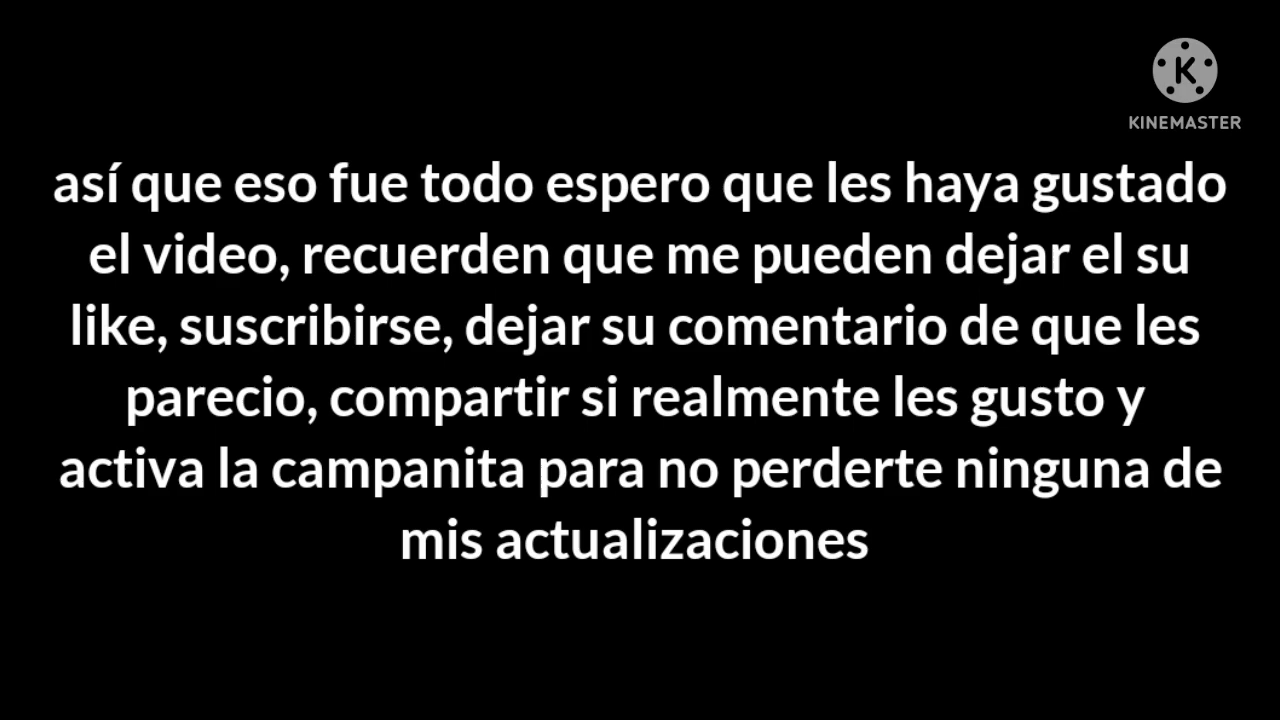 KINEMASTER
así que eso fue todo espero que les haya gustado
el video, recuerden que me pueden dejar el su
like, suscribirse, dejar su comentario de que les
parecio, compartir si realmente les gusto y
activa la campanita para no perderte ninguna de
mis actualizaciones